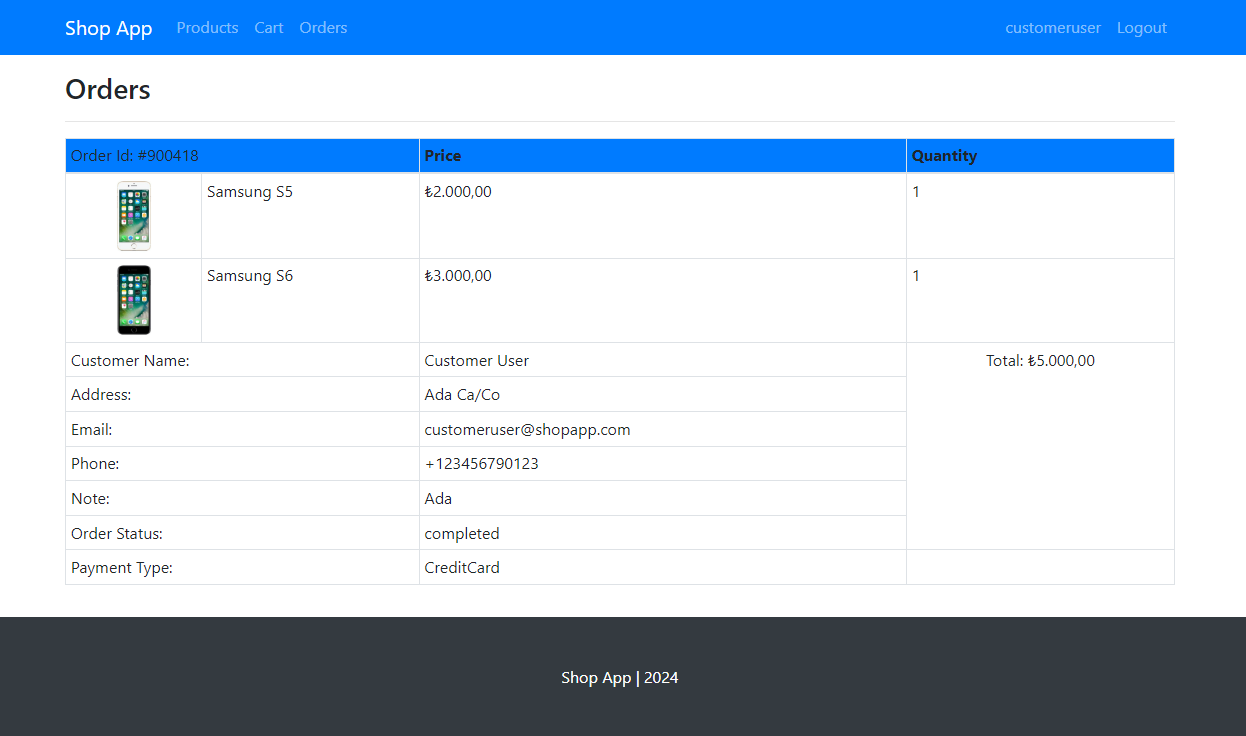 Shop App Products Cart Orders customeruser Logout
Orders
Order Id: #900418 Price Quantity
Samsung S5 ₺2.000,00 1
Samsung S6 ₺3.000,00 1
Customer Name: Customer User Total: ₺5.000,00
Address: Ada Ca/Co
Email: customeruser@shopapp.com
Phone: +123456790123
Note: Ada
Order Status: completed
Payment Type: CreditCard
Shop App | 2024